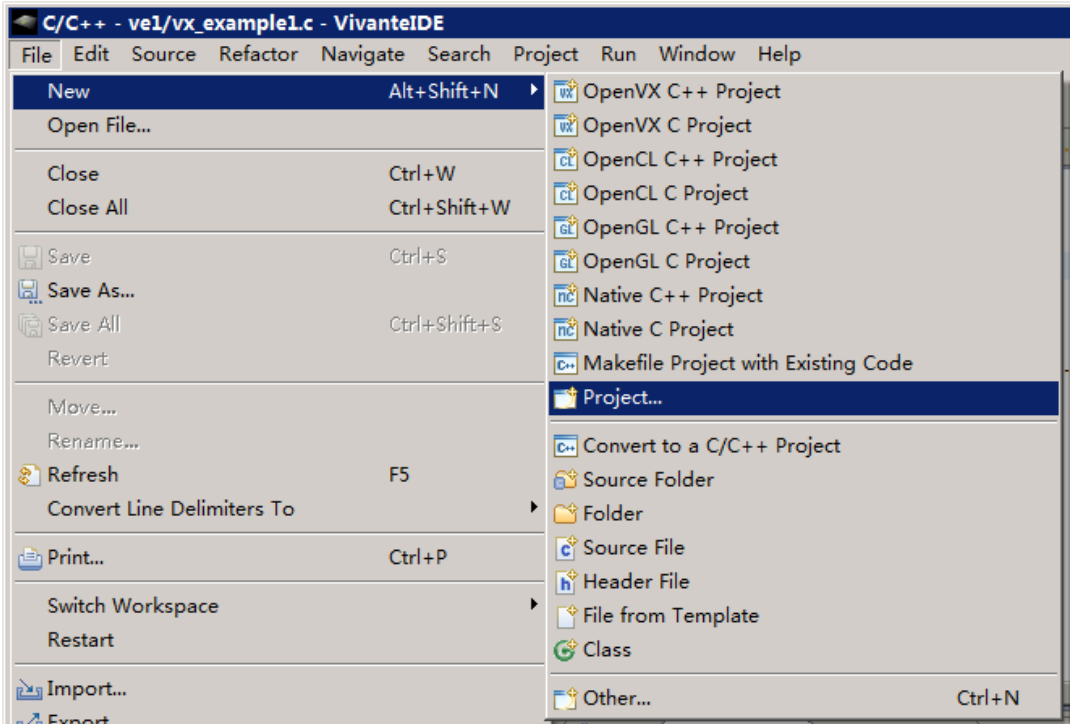 C/C++ - ve1/vx_example1.c - VivanteIDE
File Edit Source Refactor Navigate Search Project Run Window Help
New Alt+Shift+N
Open File...
Close Ctrl+W
Close All Ctrl+Shift+W
Save Ctrl+S
Save As...
Save All Ctrl+Shift+S
Revert
Move...
Rename...
Refresh F5
Convert Line Delimiters To
Print... Ctrl+P
Switch Workspace
Restart
Import...
Export
OpenVX C++ Project
OpenVX C Project
OpenCL C++ Project
OpenCL C Project
OpenGL C++ Project
OpenGL C Project
Native C++ Project
Native C Project
Makefile Project with Existing Code
Project...
Convert to a C/C++ Project
Source Folder
Folder
Source File
Header File
File from Template
Class
Other... Ctrl+N